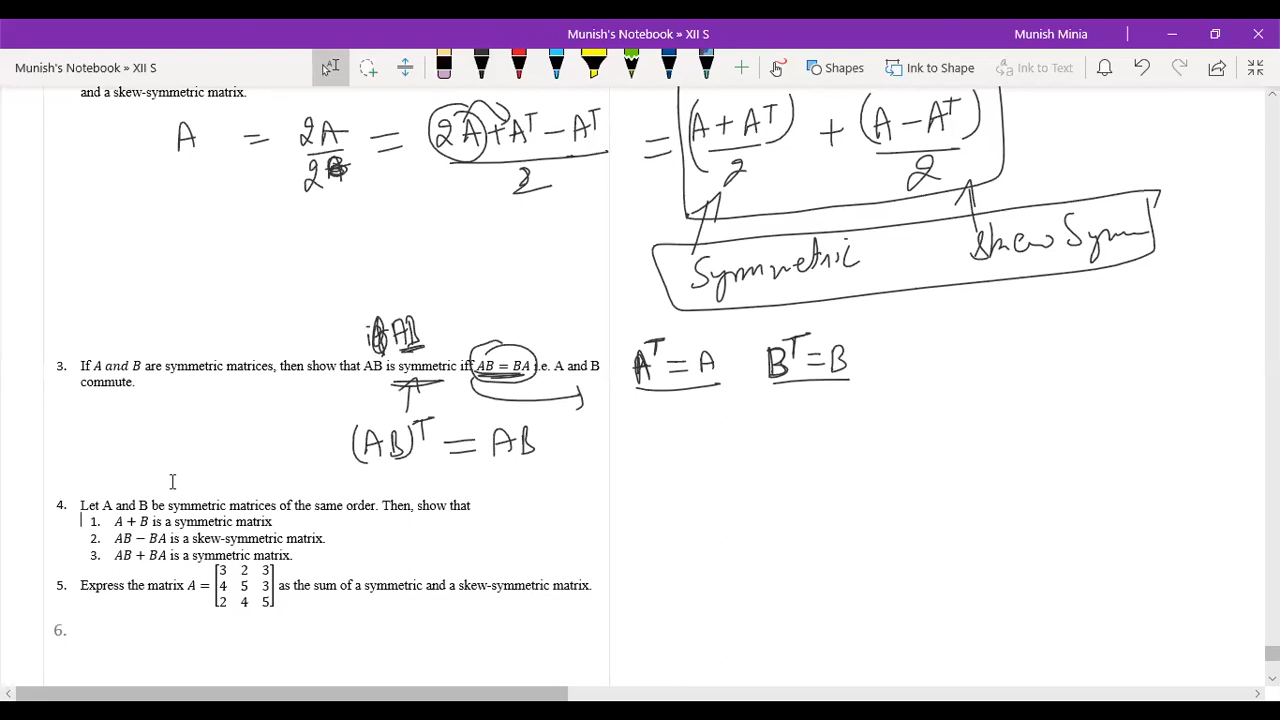 Munish's Notebook » XII S
Munish Minia
Munish's Notebook » XII S
Shapes
Ink to Shape
Ink to Text
and a skew-symmetric matrix.
A = 2A/2 = (2A + Aᵀ − Aᵀ)/2 = (A + Aᵀ)/2 + (A − Aᵀ)/2
Symmetric
Skew Symm
if AB
3. If A and B are symmetric matrices, then show that AB is symmetric iff AB = BA i.e. A and B
commute.
Aᵀ = A Bᵀ = B
(AB)ᵀ = AB
4. Let A and B be symmetric matrices of the same order. Then, show that
1. A + B is a symmetric matrix
2. AB − BA is a skew-symmetric matrix.
3. AB + BA is a symmetric matrix.
5. Express the matrix A = [3 2 3
4 5 3
2 4 5] as the sum of a symmetric and a skew-symmetric matrix.
6.